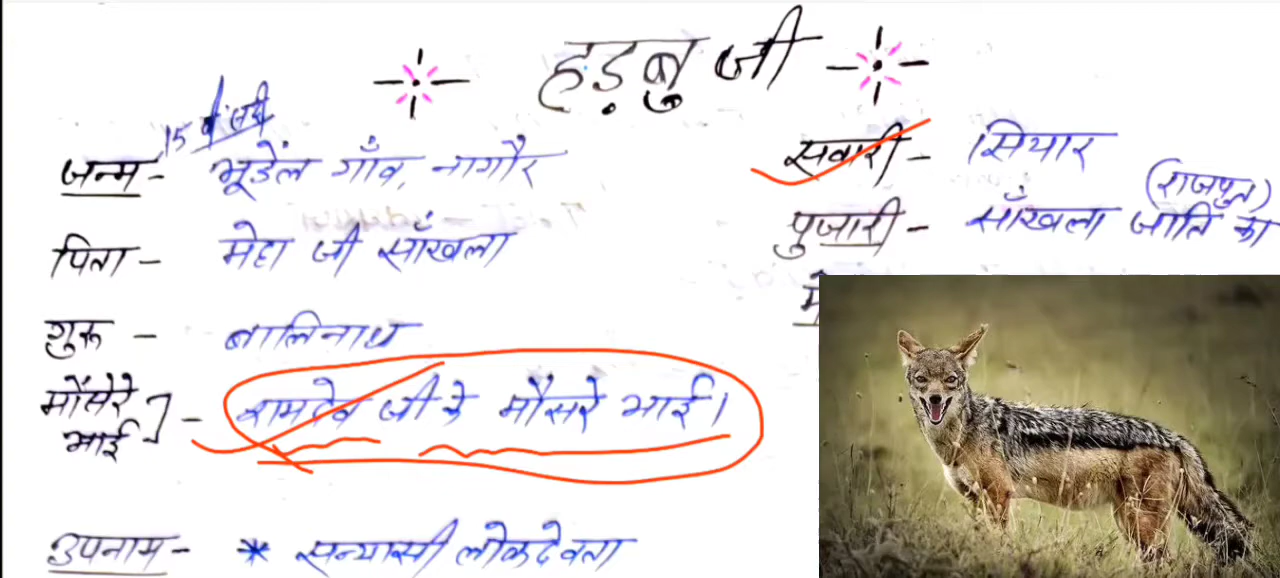 हड़बु जी
15 वीं सदी
जन्म - भूडेंल गाँव, नागौर
पिता - मेहा जी साँखला
गुरु - बालिनाथ
मौंसेरे भाई ] - रामदेव जी के मौसरे भाई।
उपनाम - * सन्यासी लोकदेवता
सवारी - सियार
(राजपुत)
पुजारी - साँखला जाति का